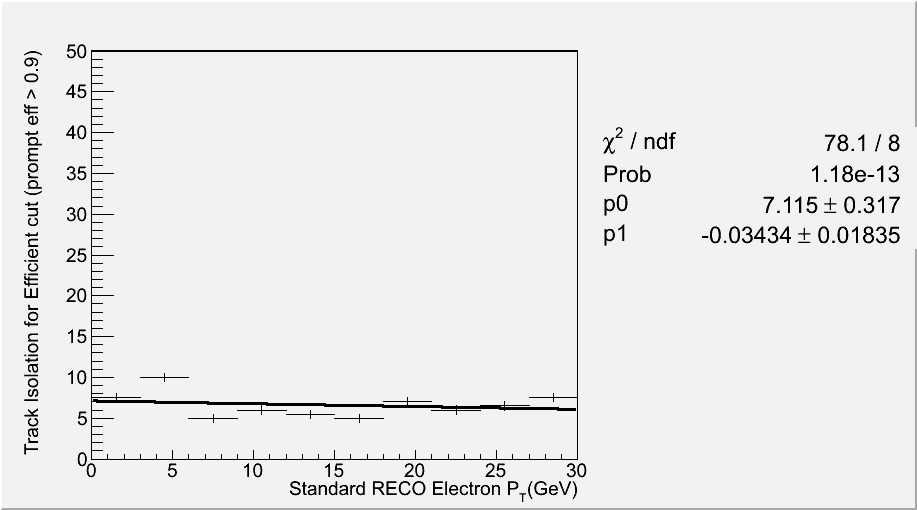 Track Isolation for Efficient cut (prompt eff > 0.9)
50
45
40
35
30
25
20
15
10
5
0
0 5 10 15 20 25 30
Standard RECO Electron P_T(GeV)
χ² / ndf 78.1 / 8
Prob 1.18e-13
p0 7.115 ± 0.317
p1 -0.03434 ± 0.01835